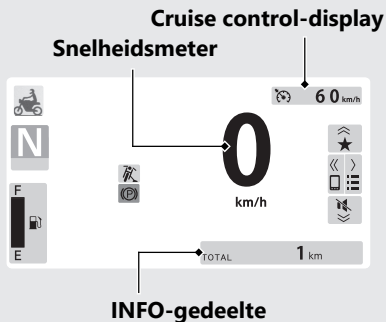 Cruise control-display
Snelheidsmeter
60 km/h
N
0
km/h
(P)
F
E
TOTAL 1 km
INFO-gedeelte